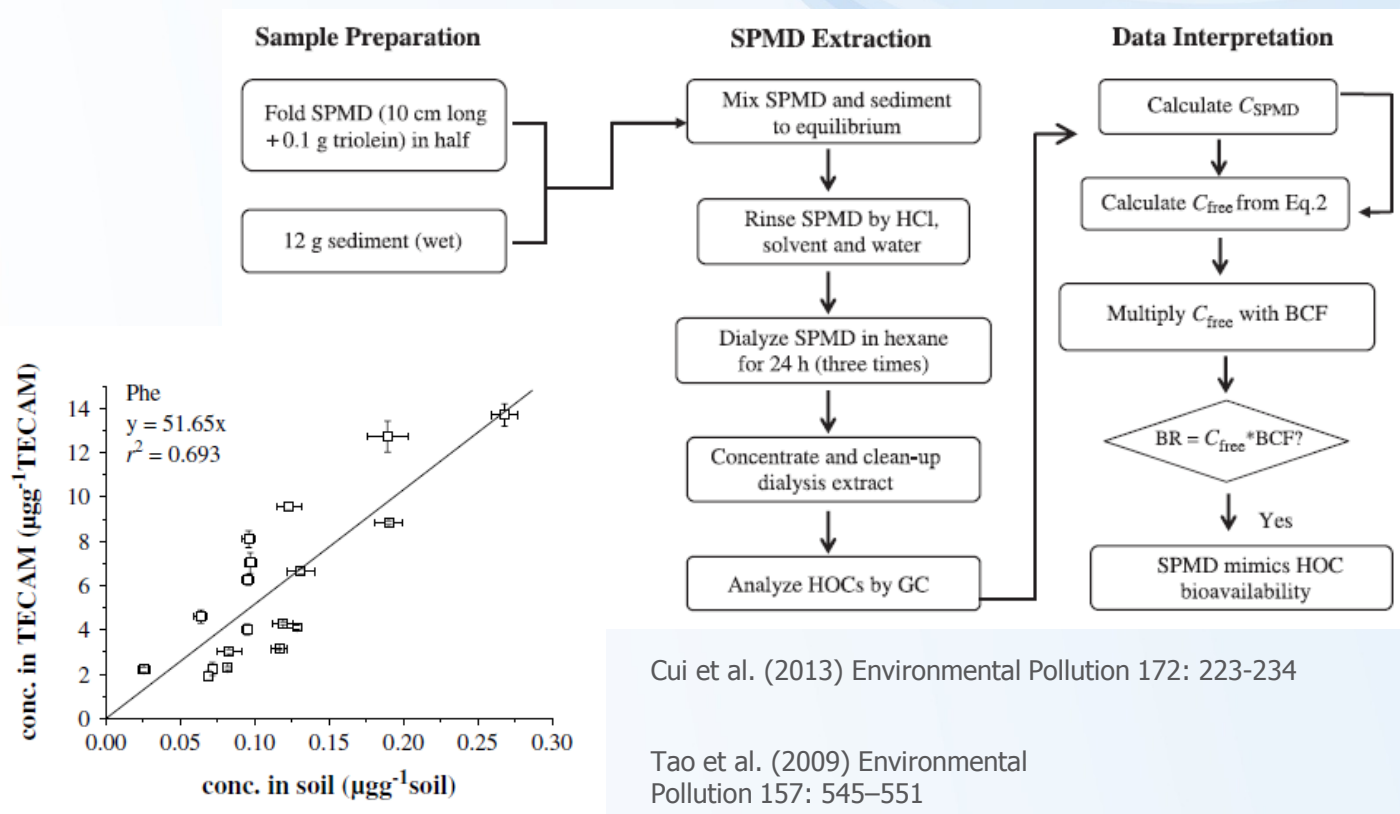 Sample Preparation
Fold SPMD (10 cm long
+0.1 g triolein) in half
12 g sediment (wet)
SPMD Extraction
Mix SPMD and sediment
to equilibrium
Rinse SPMD by HCl,
solvent and water
Dialyze SPMD in hexane
for 24 h (three times)
Concentrate and clean-up
dialysis extract
Analyze HOCs by GC
Data Interpretation
Calculate CSPMD
Calculate Cfree from Eq.2
Multiply Cfree with BCF
BR = Cfree*BCF?
Yes
SPMD mimics HOC
bioavailability
conc. in TECAM (µgg-1TECAM)
Phe
y = 51.65x
r2 = 0.693
14
12
10
8
6
4
2
0
0.00 0.05 0.10 0.15 0.20 0.25 0.30
conc. in soil (µgg-1soil)
Cui et al. (2013) Environmental Pollution 172: 223-234
Tao et al. (2009) Environmental
Pollution 157: 545–551